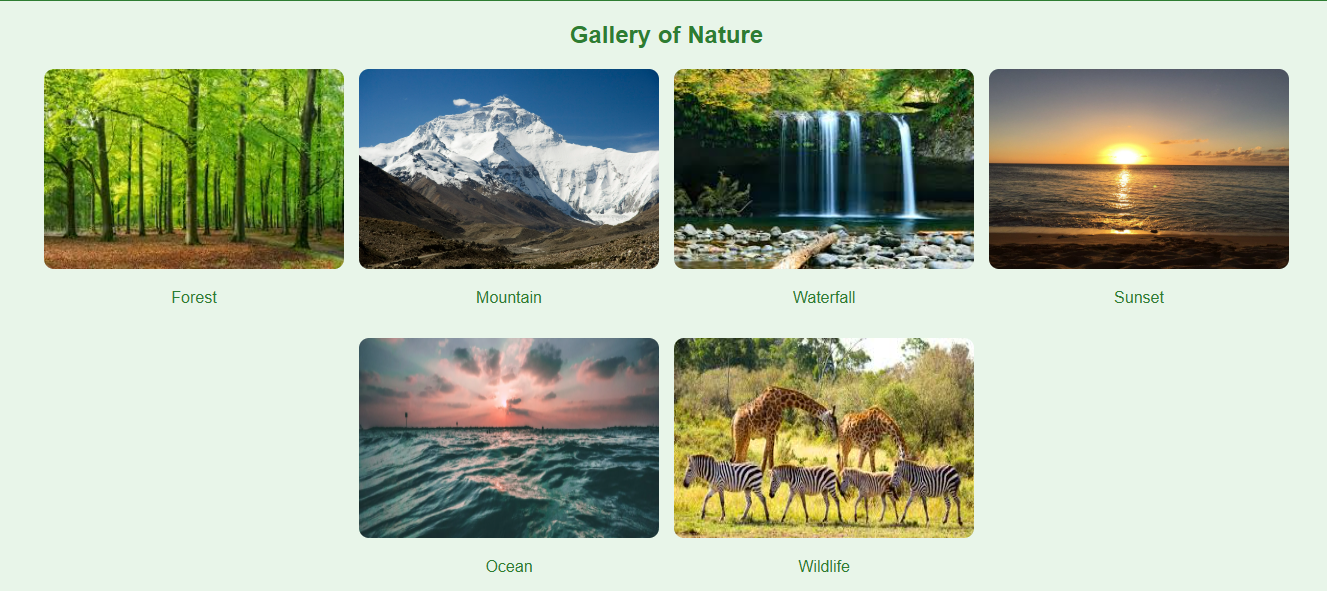 Gallery of Nature
Forest
Mountain
Waterfall
Sunset
Ocean
Wildlife